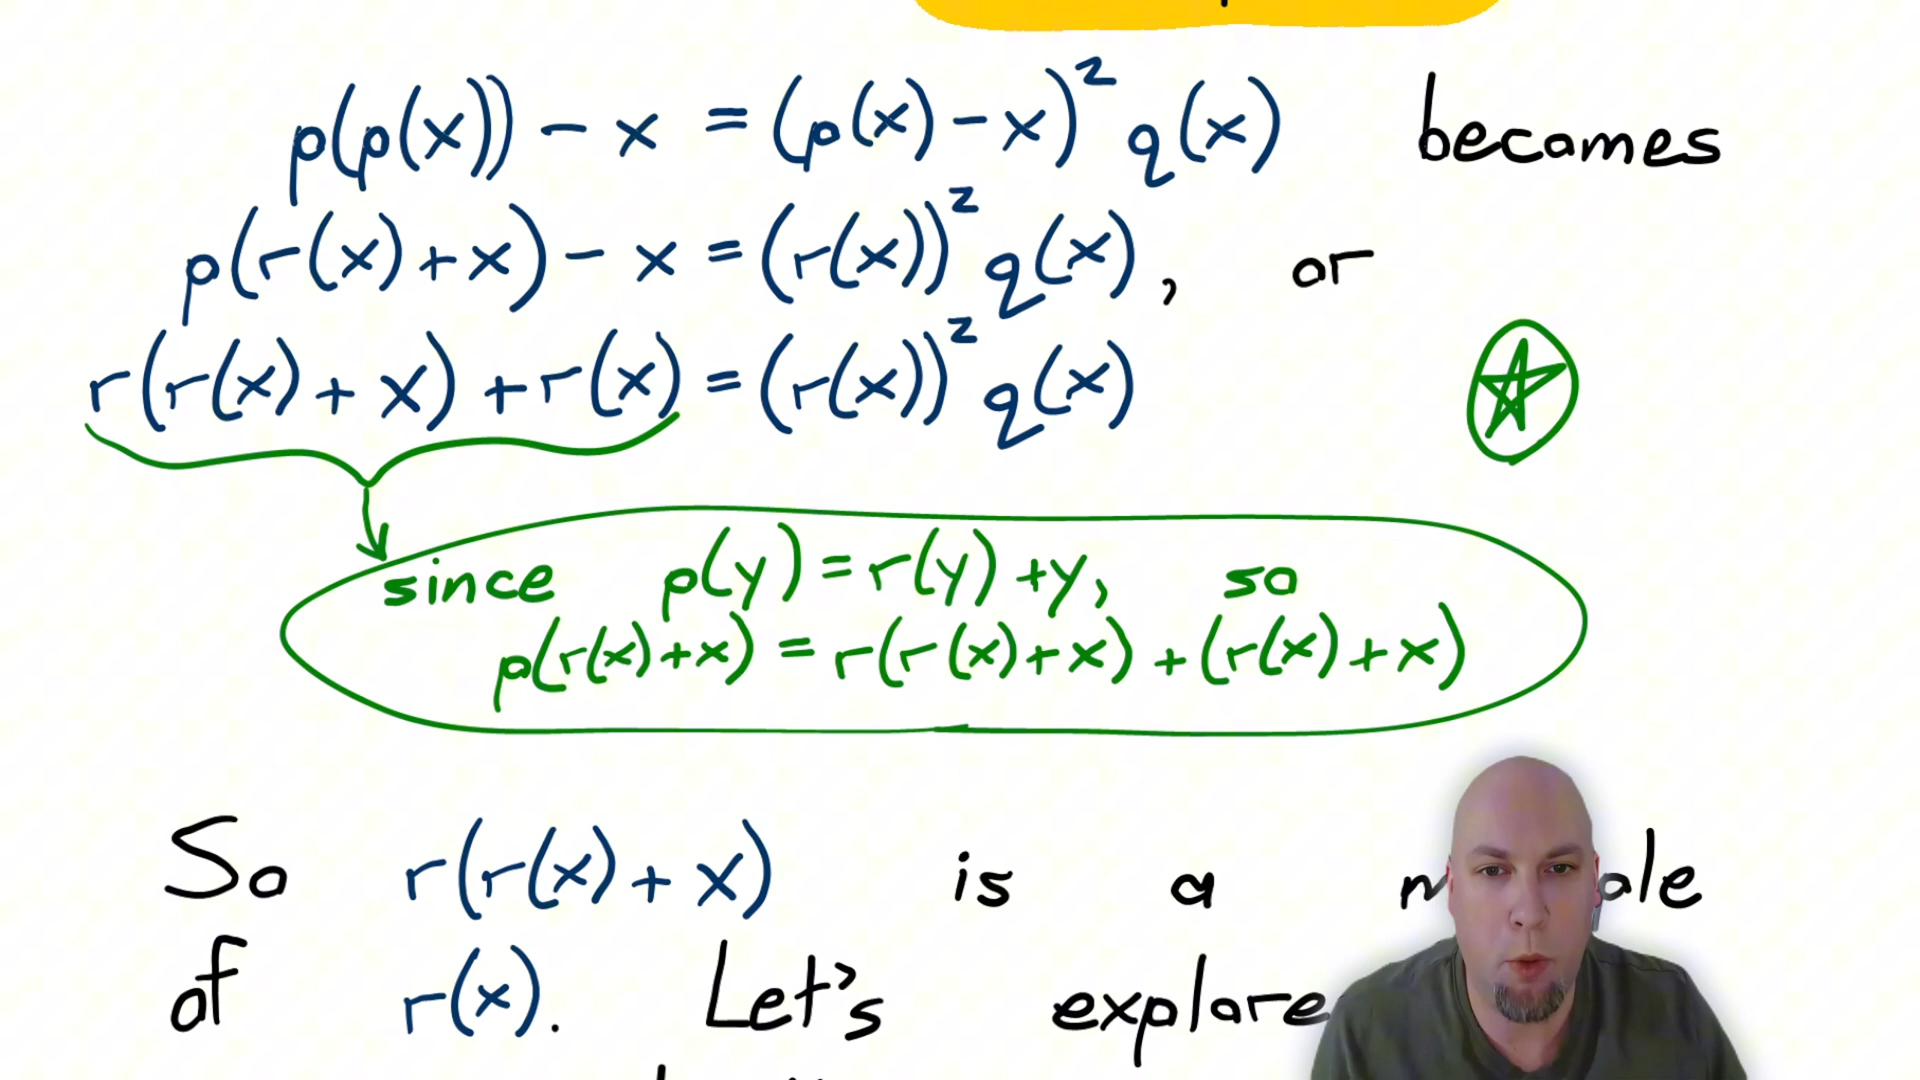 p(p(x)) - x = (p(x) - x)² q(x) becomes
p(r(x) + x) - x = (r(x))² q(x), or
r(r(x) + x) + r(x) = (r(x))² q(x)
since p(y) = r(y) + y, so
p(r(x) + x) = r(r(x) + x) + (r(x) + x)
So r(r(x) + x) is a
of r(x). Let's explore